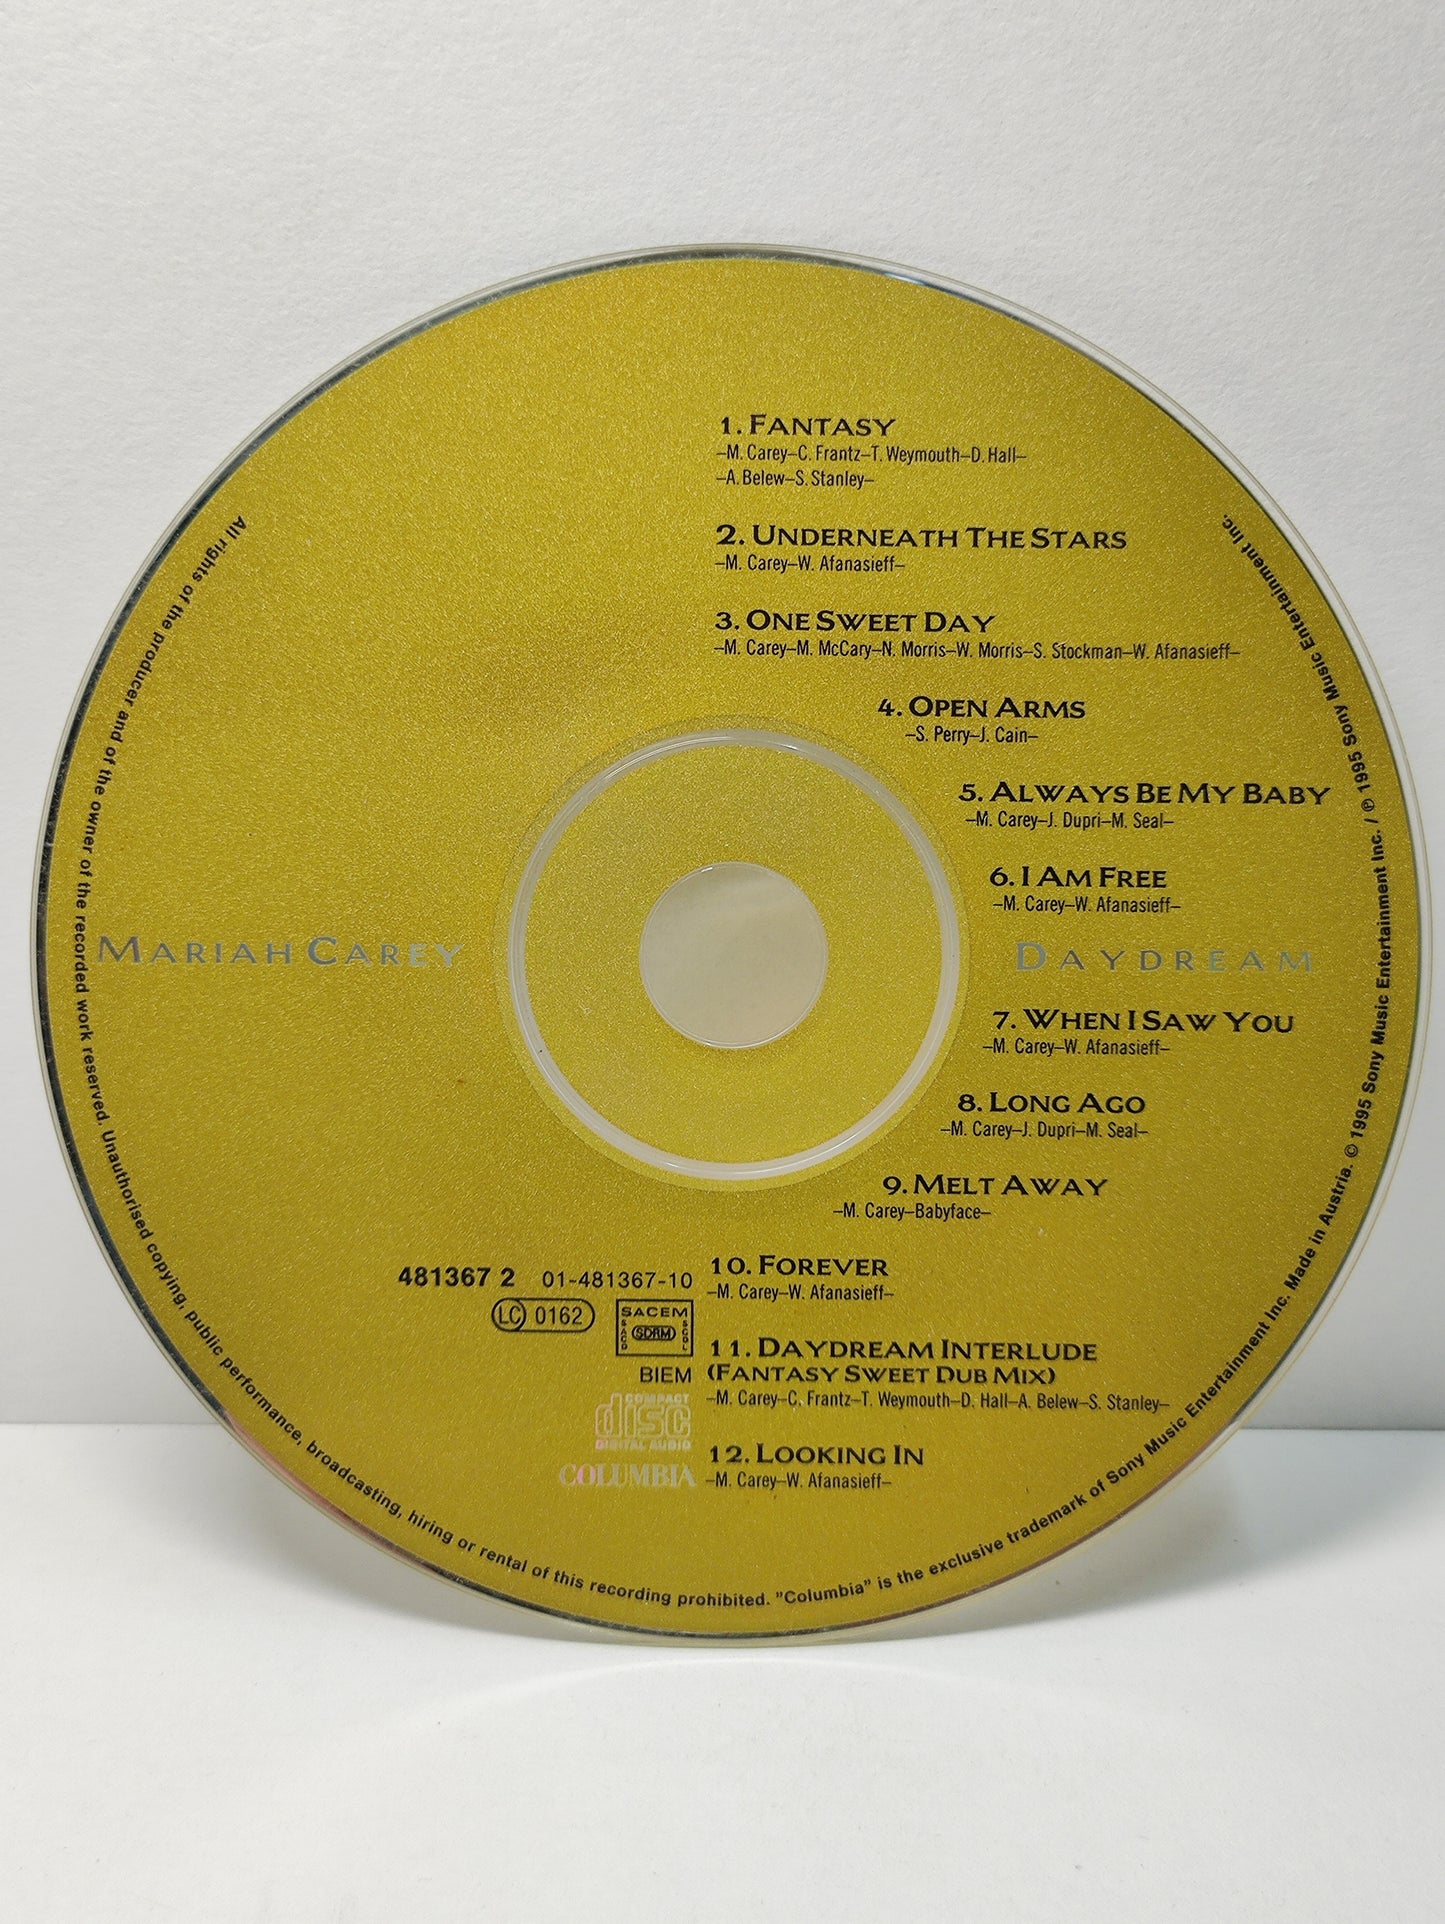 1. FANTASY
–M. Carey–C. Frantz–T. Weymouth–D. Hall–
–A. Belew–S. Stanley–
2. UNDERNEATH THE STARS
–M. Carey–W. Afanasieff–
3. ONE SWEET DAY
–M. Carey–M. McCary–N. Morris–W. Morris–S. Stockman–W. Afanasieff–
4. OPEN ARMS
–S. Perry–J. Cain–
5. ALWAYS BE MY BABY
–M. Carey–J. Dupri–M. Seal–
6. I AM FREE
–M. Carey–W. Afanasieff–
MARIAH CAREY
DAYDREAM
7. WHEN I SAW YOU
–M. Carey–W. Afanasieff–
8. LONG AGO
–M. Carey–J. Dupri–M. Seal–
9. MELT AWAY
–M. Carey–Babyface–
10. FOREVER
–M. Carey–W. Afanasieff–
11. DAYDREAM INTERLUDE
(FANTASY SWEET DUB MIX)
–M. Carey–C. Frantz–T. Weymouth–D. Hall–A. Belew–S. Stanley–
12. LOOKING IN
–M. Carey–W. Afanasieff–
481367 2 01-481367-10
LC 0162
SACEM
SACD SDRM SCGL
BIEM
COMPACT
disc
DIGITAL AUDIO
COLUMBIA
All rights of the producer and of the owner of the recorded work reserved. Unauthorised copying, public performance, broadcasting, hiring or rental of this recording prohibited. "Columbia" is the exclusive trademark of Sony Music Entertainment Inc. Made in Austria. © 1995 Sony Music Entertainment Inc. / ℗ 1995 Sony Music Entertainment Inc.